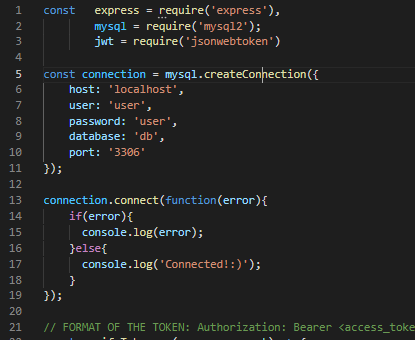 1 const express = require('express'),
2 mysql = require('mysql2');
3 jwt = require('jsonwebtoken')
4
5 const connection = mysql.createConnection({
6 host: 'localhost',
7 user: 'user',
8 password: 'user',
9 database: 'db',
10 port: '3306'
11 });
12
13 connection.connect(function(error){
14 if(error){
15 console.log(error);
16 }else{
17 console.log('Connected!:)');
18 }
19 });
20
21 // FORMAT OF THE TOKEN: Authorization: Bearer <access_toke